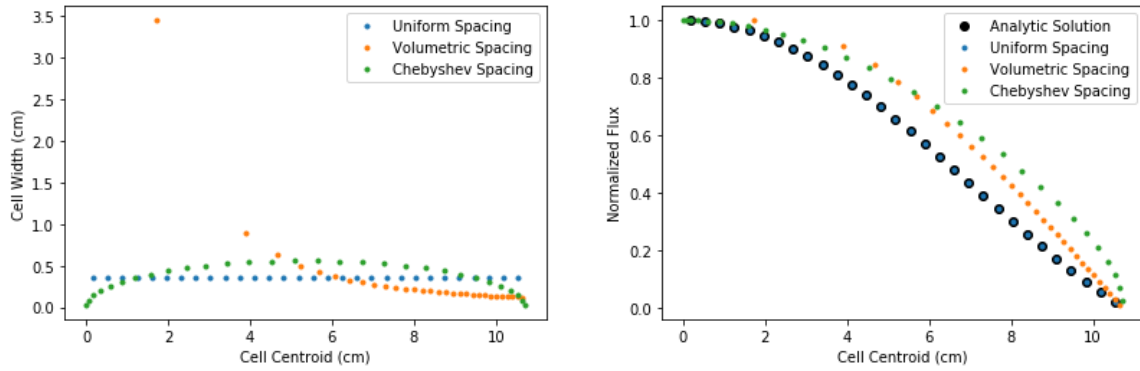 3.5
3.0
2.5
2.0
1.5
1.0
0.5
0.0
Cell Width (cm)
Uniform Spacing
Volumetric Spacing
Chebyshev Spacing
0 2 4 6 8 10
Cell Centroid (cm)
1.0
0.8
0.6
0.4
0.2
0.0
Normalized Flux
Analytic Solution
Uniform Spacing
Volumetric Spacing
Chebyshev Spacing
0 2 4 6 8 10
Cell Centroid (cm)